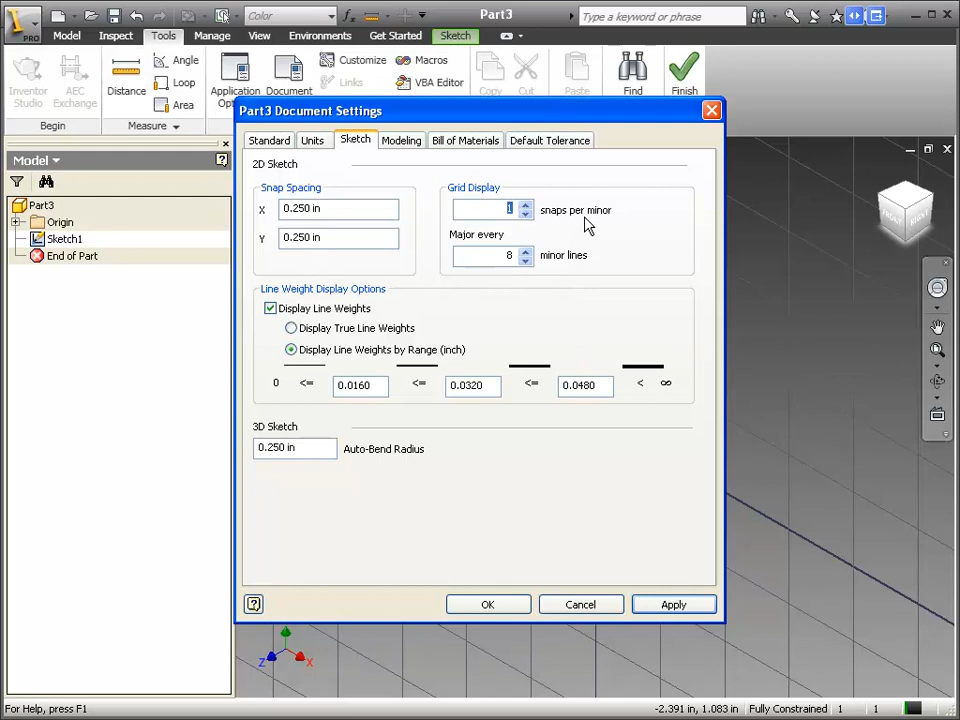 Color
Part3
Type a keyword or phrase
PRO
Model
Inspect
Tools
Manage
View
Environments
Get Started
Sketch
Inventor
Studio
AEC
Exchange
Distance
Angle
Loop
Area
Application
Opt
Document
Customize
Links
Macros
VBA Editor
Copy
Cut
Paste
Find
Finish
Begin
Measure
Part3 Document Settings
Standard
Units
Sketch
Modeling
Bill of Materials
Default Tolerance
Model
Part3
Origin
Sketch1
End of Part
2D Sketch
Snap Spacing
X 0.250 in
Y 0.250 in
Grid Display
1 snaps per minor
Major every
8 minor lines
Line Weight Display Options
Display Line Weights
Display True Line Weights
Display Line Weights by Range (inch)
0 <= 0.0160 <= 0.0320 <= 0.0480 < ∞
3D Sketch
0.250 in Auto-Bend Radius
OK
Cancel
Apply
FRONT
RIGHT
Z
X
For Help, press F1
-2.391 in, 1.083 in
Fully Constrained
1
1